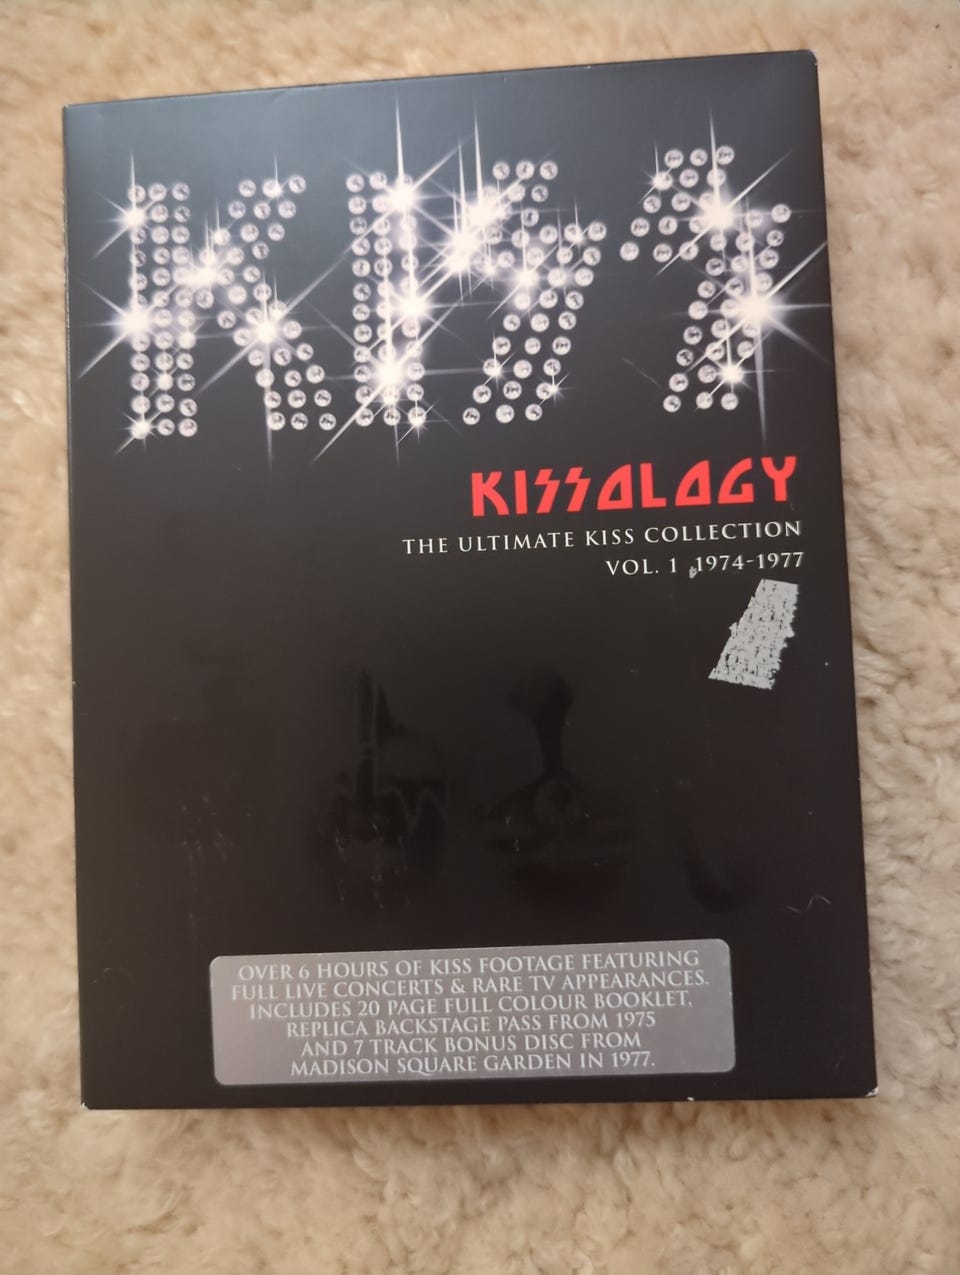 KISS
KISSOLOGY
THE ULTIMATE KISS COLLECTION
VOL. 1 1974-1977
OVER 6 HOURS OF KISS FOOTAGE FEATURING
FULL LIVE CONCERTS & RARE TV APPEARANCES.
INCLUDES 20 PAGE FULL COLOUR BOOKLET,
REPLICA BACKSTAGE PASS FROM 1975
AND 7 TRACK BONUS DISC FROM
MADISON SQUARE GARDEN IN 1977.